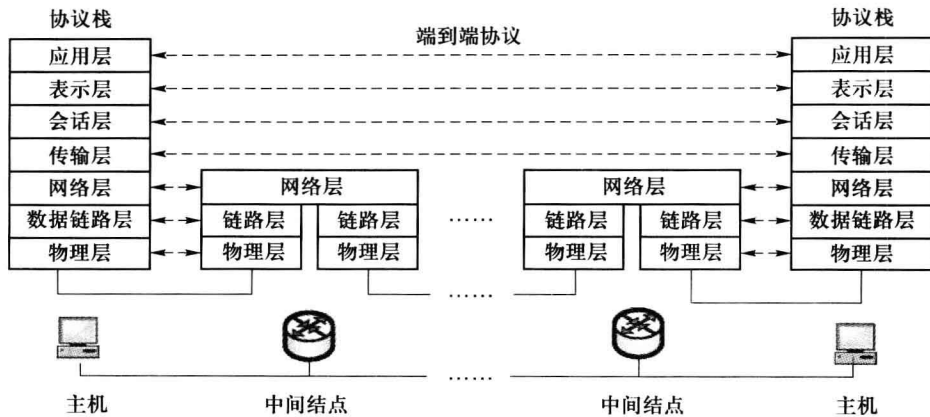 协议栈 协议栈
端到端协议
应用层 应用层
表示层 表示层
会话层 会话层
传输层 传输层
网络层 网络层 网络层 网络层
数据链路层 链路层 链路层 …… 链路层 链路层 数据链路层
物理层 物理层 物理层 物理层 物理层 物理层
……
……
主机 中间结点 中间结点 主机